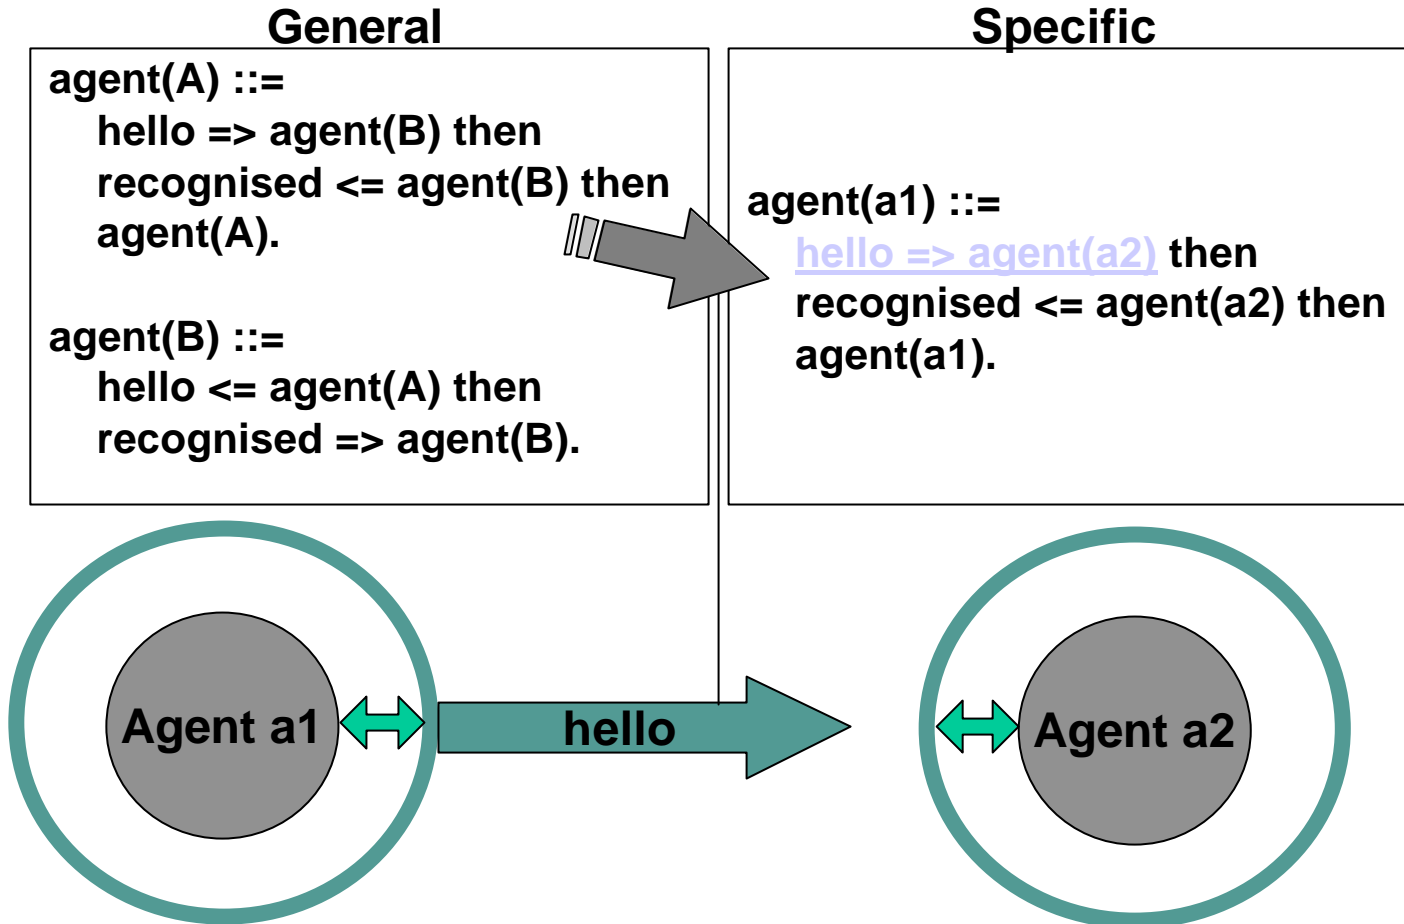 General
agent(A) ::=
hello => agent(B) then
recognised <= agent(B) then
agent(A).
agent(B) ::=
hello <= agent(A) then
recognised => agent(B).
Specific
agent(a1) ::=
hello => agent(a2) then
recognised <= agent(a2) then
agent(a1).
Agent a1
hello
Agent a2